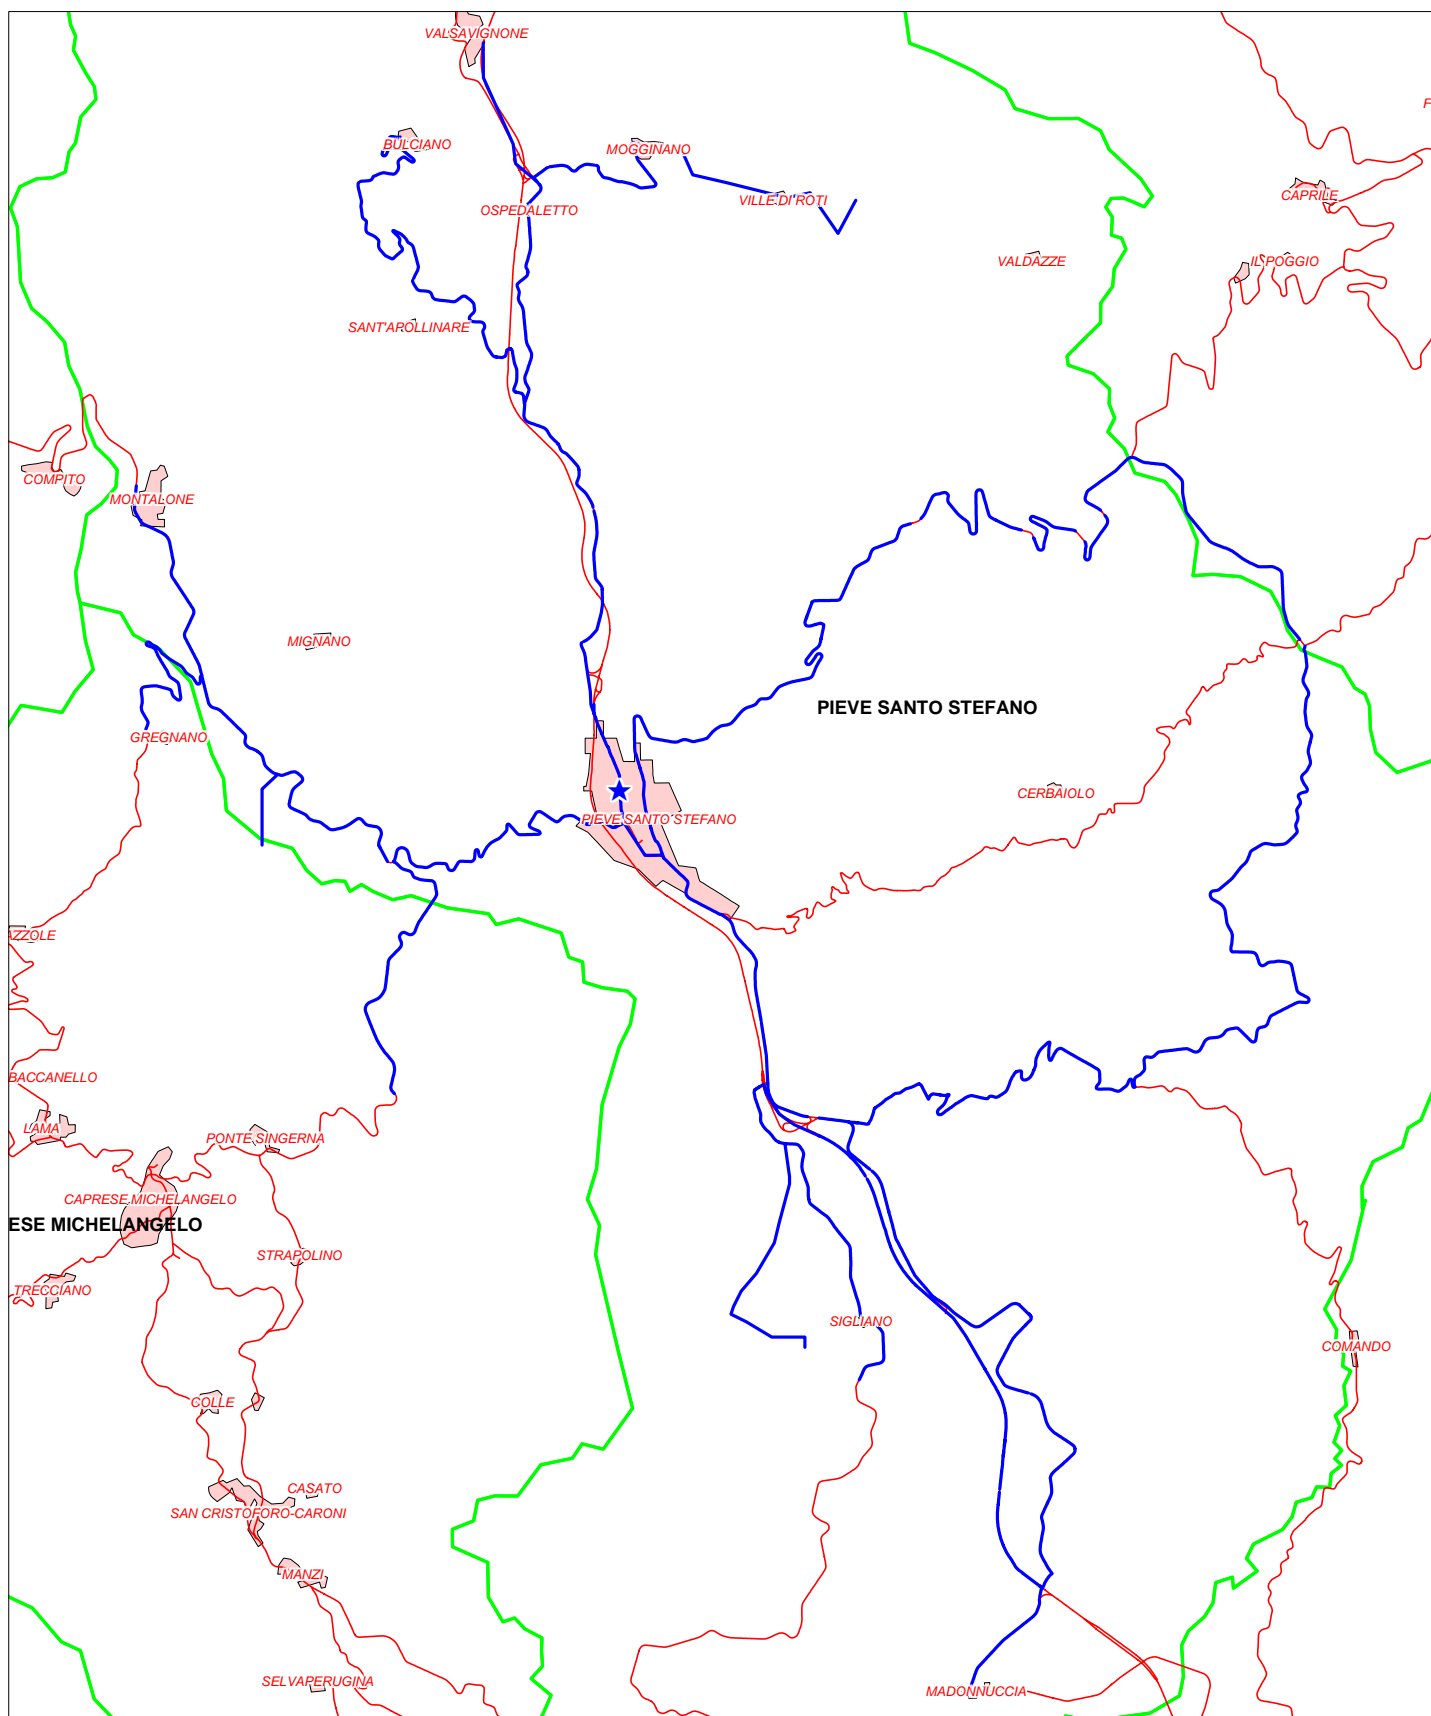 VALSAVIGNONE
F
BULCIANO
MOGGINANO
CAPRILE
VILLE DI ROTI
OSPEDALETTO
VALDAZZE
IL POGGIO
SANT'APOLLINARE
COMPITO
MONTALONE
MIGNANO
PIEVE SANTO STEFANO
GREGNANO
CERBAIOLO
PIEVE SANTO STEFANO
AZZOLE
BACCANELLO
LAMA
PONTE SINGERNA
CAPRESE MICHELANGELO
ESE MICHELANGELO
STRAPOLINO
TRECCIANO
SIGLIANO
COMANDO
COLLE
CASATO
SAN CRISTOFORO-CARONI
MANZI
SELVAPERUGINA
MADONNUCCIA